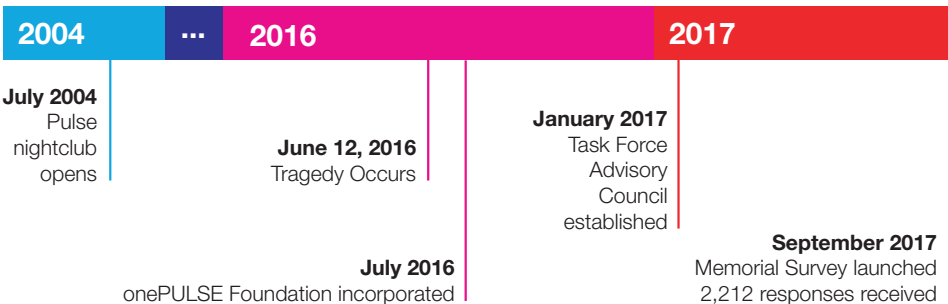 2004
...
2016
2017
July 2004
Pulse
nightclub
opens
June 12, 2016
Tragedy Occurs
July 2016
onePULSE Foundation incorporated
January 2017
Task Force
Advisory
Council
established
September 2017
Memorial Survey launched
2,212 responses received